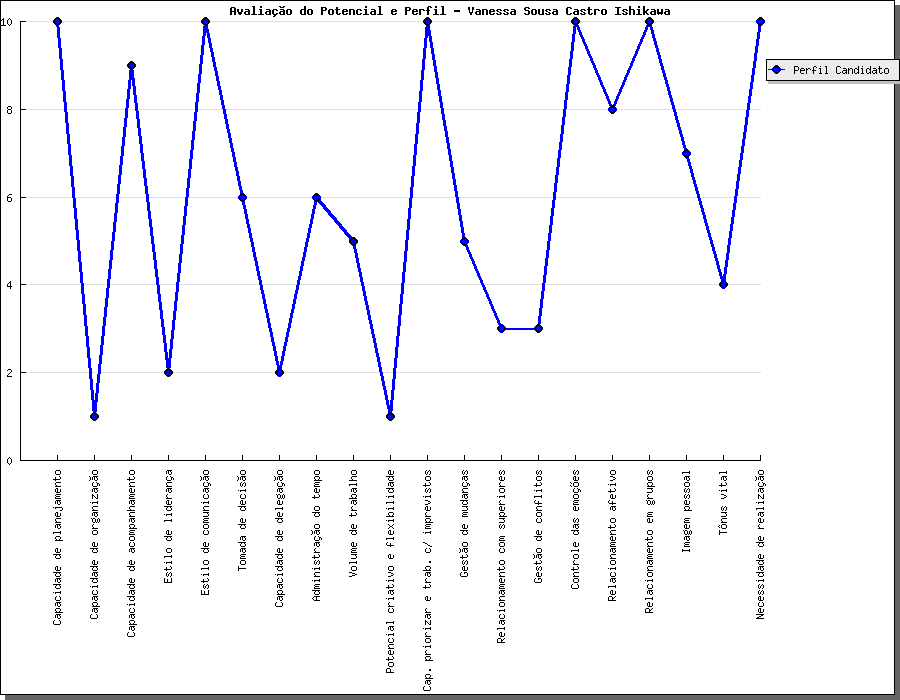 Avaliação do Potencial e Perfil - Vanessa Sousa Castro Ishikawa
10
8
6
4
2
0
Perfil Candidato
Capacidade de planejamento
Capacidade de organização
Capacidade de acompanhamento
Estilo de liderança
Estilo de comunicação
Tomada de decisão
Capacidade de delegação
Administração do tempo
Volume de trabalho
Potencial criativo e flexibilidade
Cap. priorizar e trab. c/ imprevistos
Gestão de mudanças
Relacionamento com superiores
Gestão de conflitos
Controle das emoções
Relacionamento afetivo
Relacionamento em grupos
Imagem pessoal
Tônus vital
Necessidade de realização